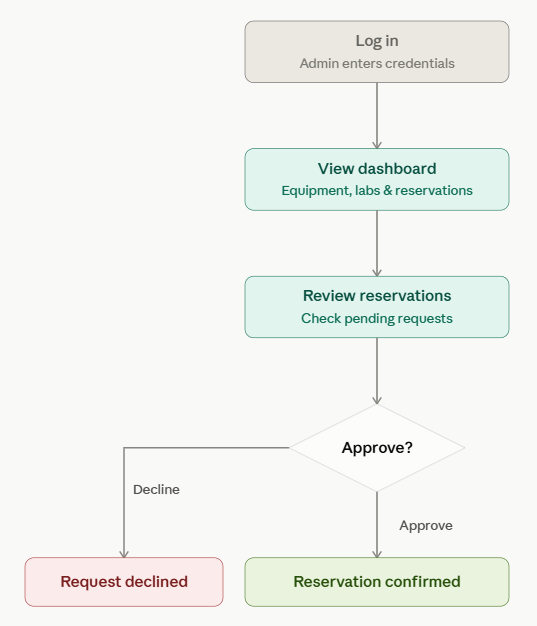 Log in
Admin enters credentials
View dashboard
Equipment, labs & reservations
Review reservations
Check pending requests
Approve?
Decline
Approve
Request declined
Reservation confirmed